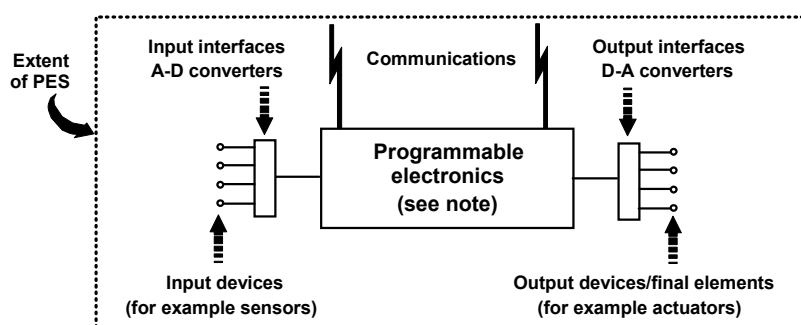 Extent
of PES
Input interfaces
A-D converters
Communications
Output interfaces
D-A converters
Programmable
electronics
(see note)
Input devices
(for example sensors)
Output devices/final elements
(for example actuators)